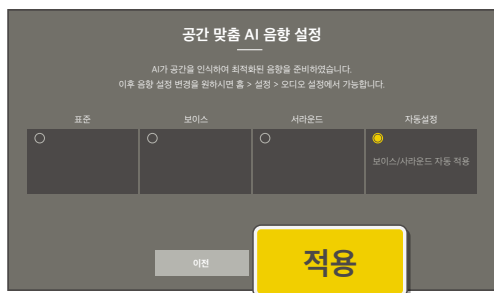 공간 맞춤 AI 음향 설정
AI가 공간을 인식하여 최적화된 음향을 준비하였습니다.
이후 음향 설정 변경을 원하시면 홈 > 설정 > 오디오 설정에서 가능합니다.
표준 보이스 서라운드 자동설정
보이스/사라운드 자동 적용
이전 적용